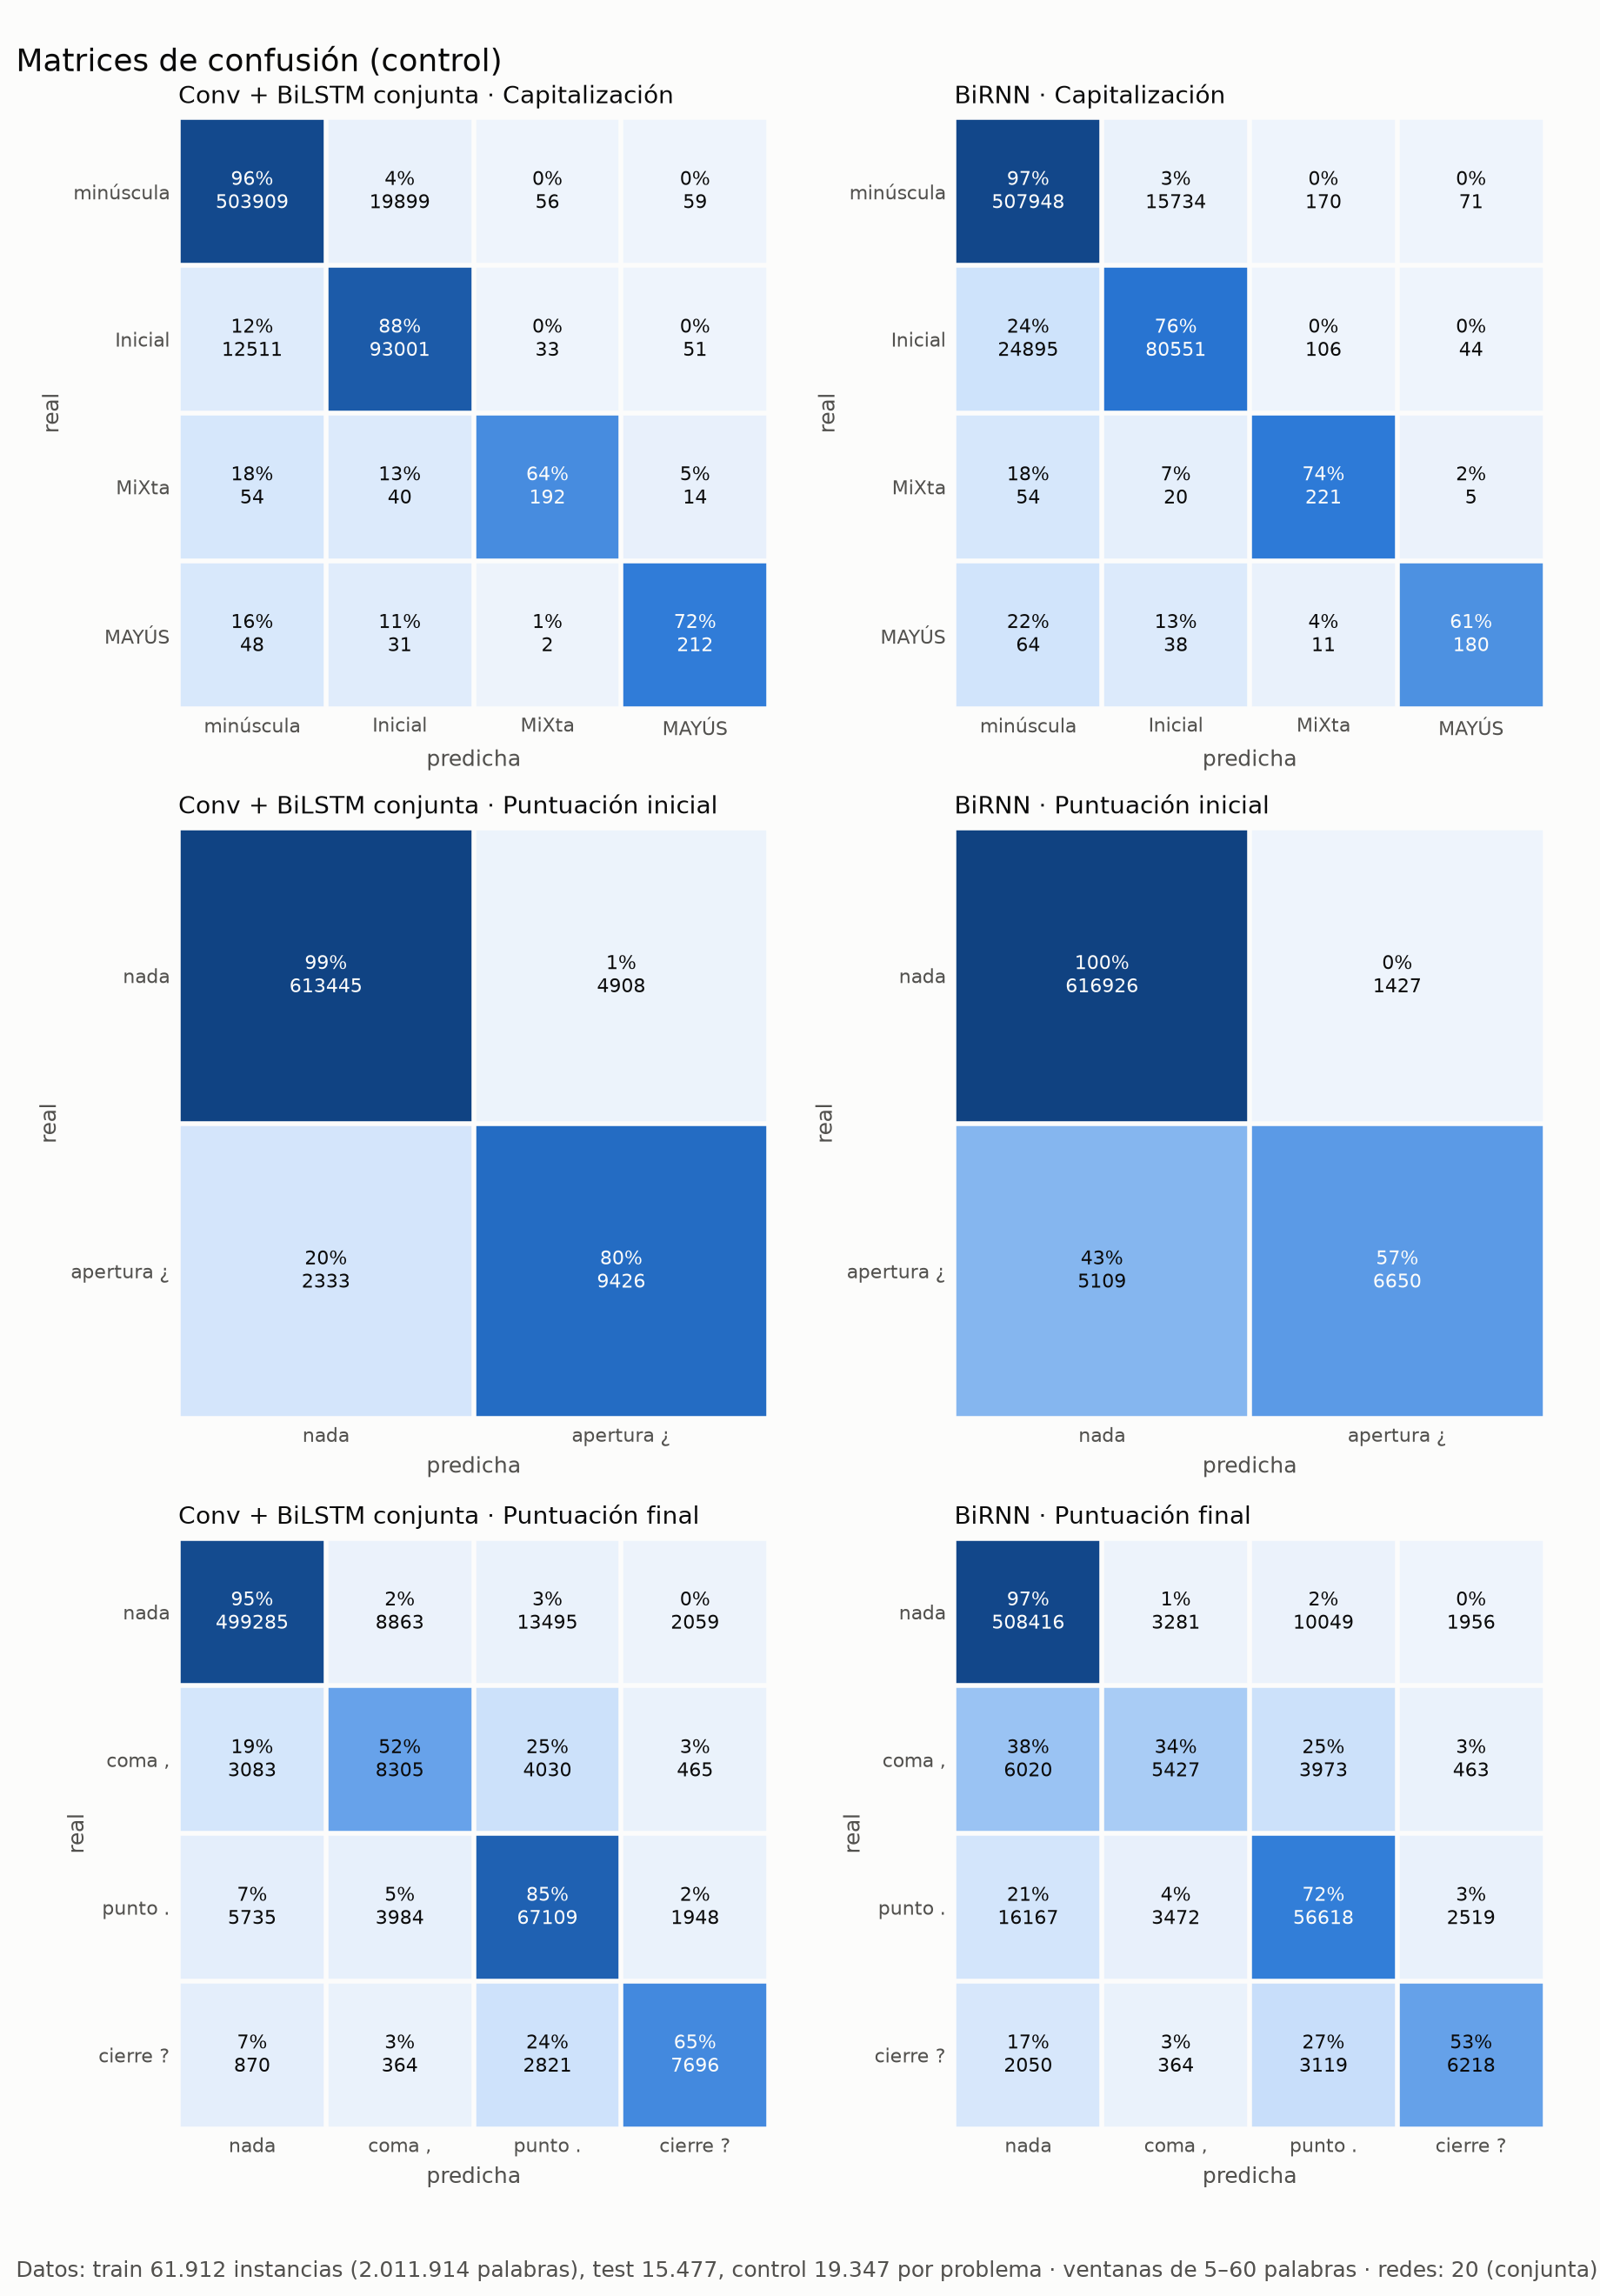 Matrices de confusión (control)
Conv + BiLSTM conjunta · Capitalización
real
minúscula 96% 4% 0% 0%
503909 19899 56 59
Inicial 12% 88% 0% 0%
12511 93001 33 51
MiXta 18% 13% 64% 5%
54 40 192 14
MAYÚS 16% 11% 1% 72%
48 31 2 212
minúscula Inicial MiXta MAYÚS
predicha
BiRNN · Capitalización
real
minúscula 97% 3% 0% 0%
507948 15734 170 71
Inicial 24% 76% 0% 0%
24895 80551 106 44
MiXta 18% 7% 74% 2%
54 20 221 5
MAYÚS 22% 13% 4% 61%
64 38 11 180
minúscula Inicial MiXta MAYÚS
predicha
Conv + BiLSTM conjunta · Puntuación inicial
real
nada 99% 1%
613445 4908
apertura ¿ 20% 80%
2333 9426
nada apertura ¿
predicha
BiRNN · Puntuación inicial
real
nada 100% 0%
616926 1427
apertura ¿ 43% 57%
5109 6650
nada apertura ¿
predicha
Conv + BiLSTM conjunta · Puntuación final
real
nada 95% 2% 3% 0%
499285 8863 13495 2059
coma , 19% 52% 25% 3%
3083 8305 4030 465
punto . 7% 5% 85% 2%
5735 3984 67109 1948
cierre ? 7% 3% 24% 65%
870 364 2821 7696
nada coma , punto . cierre ?
predicha
BiRNN · Puntuación final
real
nada 97% 1% 2% 0%
508416 3281 10049 1956
coma , 38% 34% 25% 3%
6020 5427 3973 463
punto . 21% 4% 72% 3%
16167 3472 56618 2519
cierre ? 17% 3% 27% 53%
2050 364 3119 6218
nada coma , punto . cierre ?
predicha
Datos: train 61.912 instancias (2.011.914 palabras), test 15.477, control 19.347 por problema · ventanas de 5–60 palabras · redes: 20 (conjunta)